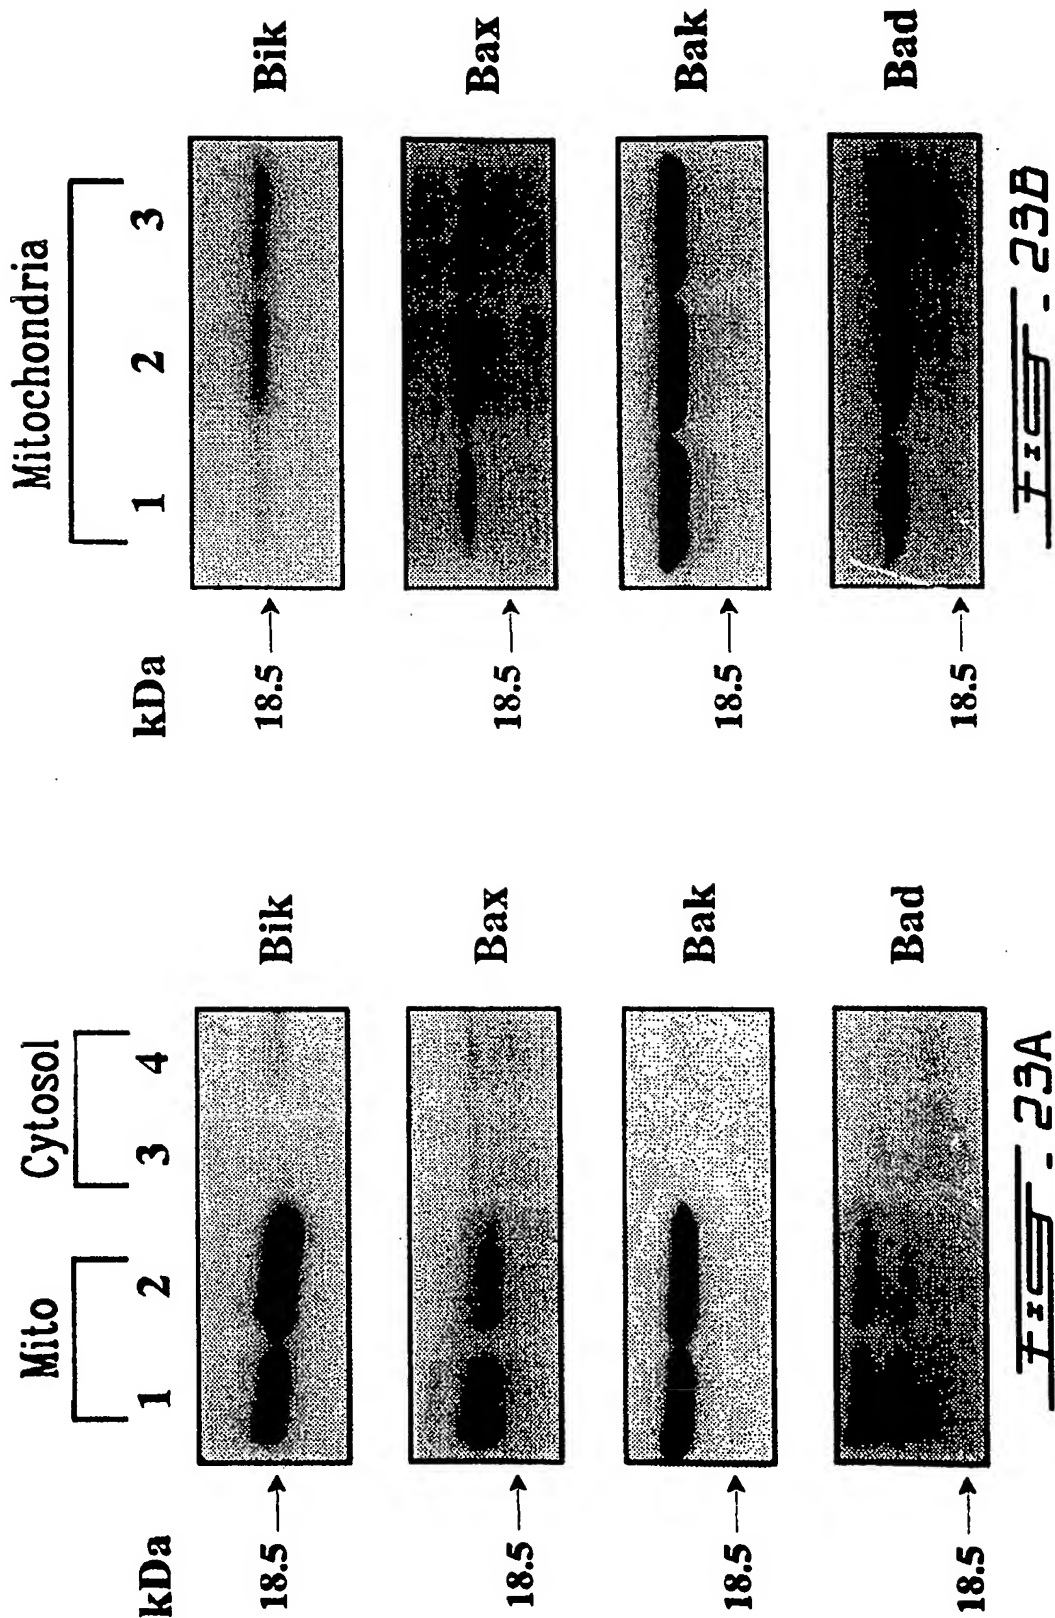 Mito Cytosol
kDa 1 2 3 4
18.5 → Bik
18.5 → Bax
18.5 → Bak
18.5 → Bad
Fig. 23A
Mitochondria
kDa 1 2 3
18.5 → Bik
18.5 → Bax
18.5 → Bak
18.5 → Bad
Fig. 23B